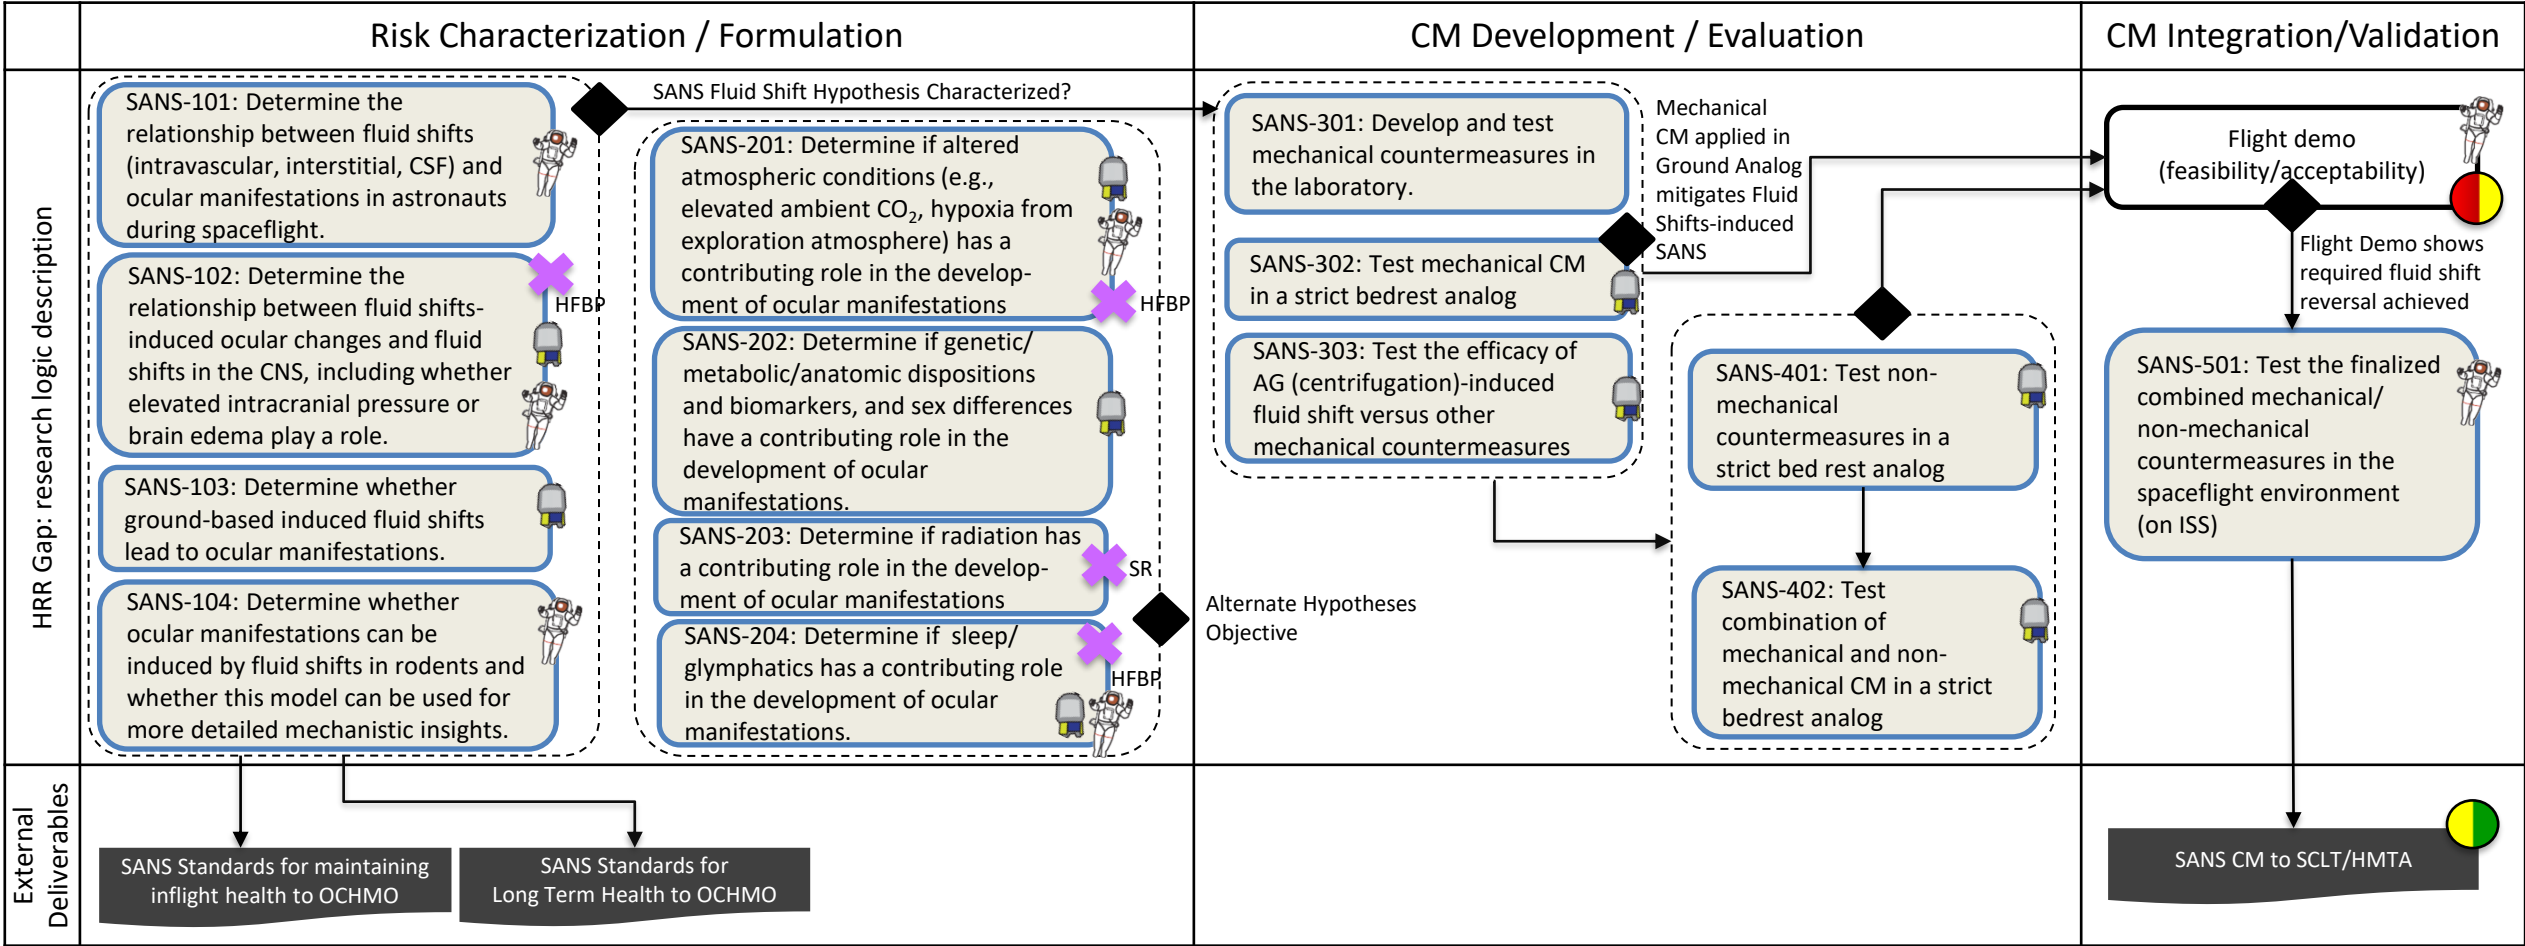 Risk Characterization / Formulation
CM Development / Evaluation
CM Integration/Validation
HRR Gap: research logic description
SANS-101: Determine the
relationship between fluid shifts
(intravascular, interstitial, CSF) and
ocular manifestations in astronauts
during spaceflight.
SANS-102: Determine the
relationship between fluid shifts-
induced ocular changes and fluid
shifts in the CNS, including whether
elevated intracranial pressure or
brain edema play a role.
HFBP
SANS-103: Determine whether
ground-based induced fluid shifts
lead to ocular manifestations.
SANS-104: Determine whether
ocular manifestations can be
induced by fluid shifts in rodents and
whether this model can be used for
more detailed mechanistic insights.
SANS Fluid Shift Hypothesis Characterized?
SANS-201: Determine if altered
atmospheric conditions (e.g.,
elevated ambient CO₂, hypoxia from
exploration atmosphere) has a
contributing role in the develop-
ment of ocular manifestations
HFBP
SANS-202: Determine if genetic/
metabolic/anatomic dispositions
and biomarkers, and sex differences
have a contributing role in the
development of ocular
manifestations.
SANS-203: Determine if radiation has
a contributing role in the develop-
ment of ocular manifestations
SR
SANS-204: Determine if sleep/
glymphatics has a contributing role
in the development of ocular
manifestations.
HFBP
Alternate Hypotheses
Objective
SANS-301: Develop and test
mechanical countermeasures in
the laboratory.
SANS-302: Test mechanical CM
in a strict bedrest analog
SANS-303: Test the efficacy of
AG (centrifugation)-induced
fluid shift versus other
mechanical countermeasures
Mechanical
CM applied in
Ground Analog
mitigates Fluid
Shifts-induced
SANS
SANS-401: Test non-
mechanical
countermeasures in a
strict bed rest analog
SANS-402: Test
combination of
mechanical and non-
mechanical CM in a strict
bedrest analog
Flight demo
(feasibility/acceptability)
Flight Demo shows
required fluid shift
reversal achieved
SANS-501: Test the finalized
combined mechanical/
non-mechanical
countermeasures in the
spaceflight environment
(on ISS)
External
Deliverables
SANS Standards for maintaining
inflight health to OCHMO
SANS Standards for
Long Term Health to OCHMO
SANS CM to SCLT/HMTA